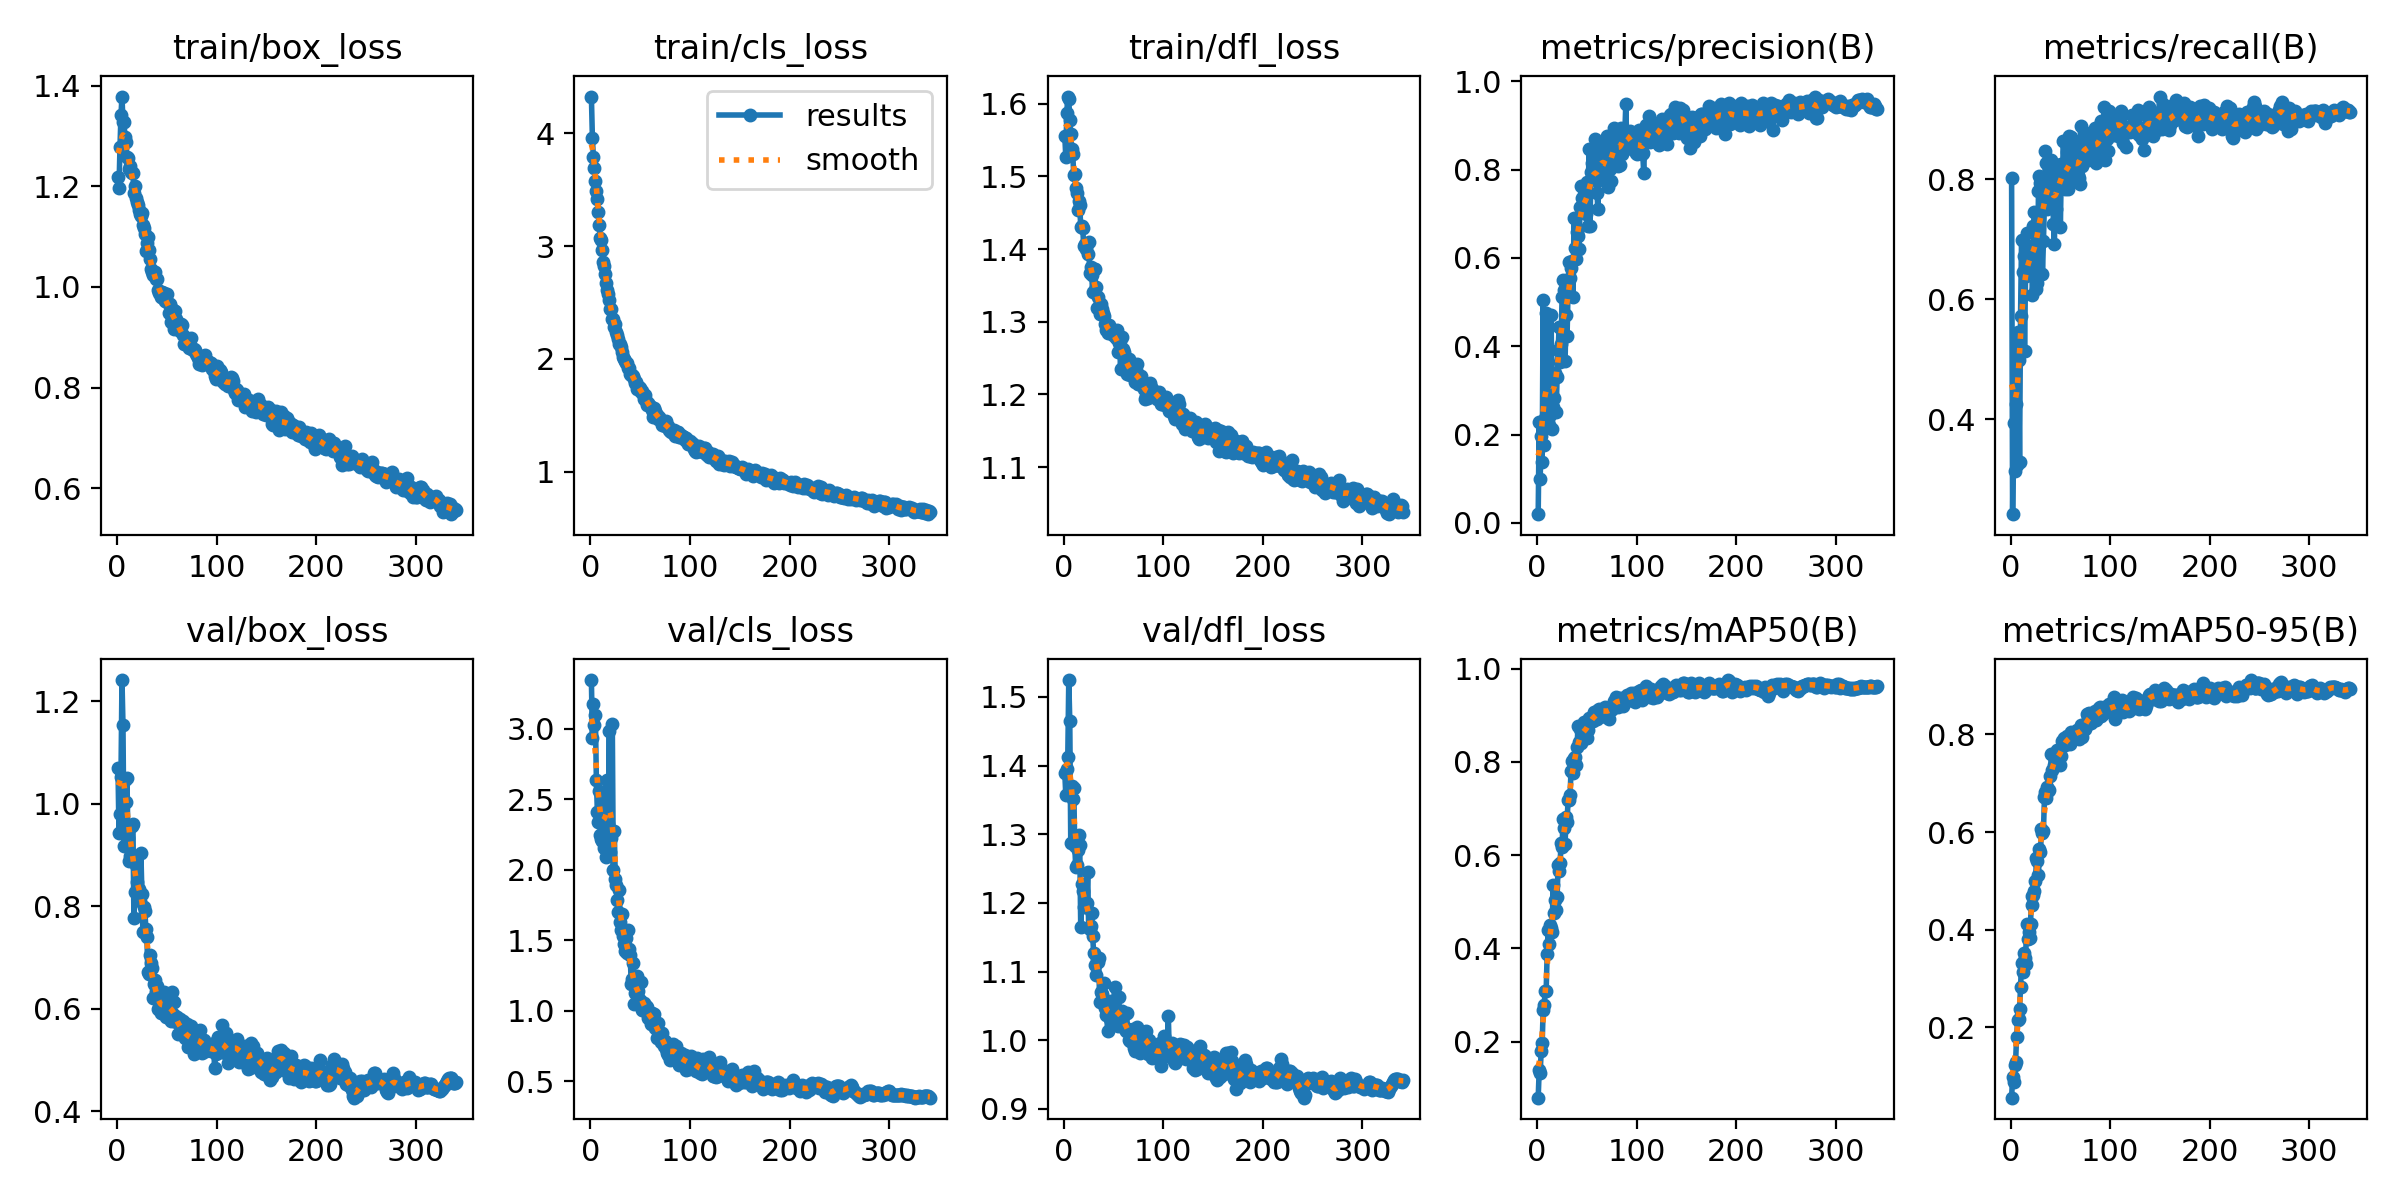 train/box_loss
1.4
1.2
1.0
0.8
0.6
0 100 200 300
train/cls_loss
results
smooth
4
3
2
1
0 100 200 300
train/dfl_loss
1.6
1.5
1.4
1.3
1.2
1.1
0 100 200 300
metrics/precision(B)
1.0
0.8
0.6
0.4
0.2
0.0
0 100 200 300
metrics/recall(B)
0.8
0.6
0.4
0 100 200 300
val/box_loss
1.2
1.0
0.8
0.6
0.4
0 100 200 300
val/cls_loss
3.0
2.5
2.0
1.5
1.0
0.5
0 100 200 300
val/dfl_loss
1.5
1.4
1.3
1.2
1.1
1.0
0.9
0 100 200 300
metrics/mAP50(B)
1.0
0.8
0.6
0.4
0.2
0 100 200 300
metrics/mAP50-95(B)
0.8
0.6
0.4
0.2
0 100 200 300